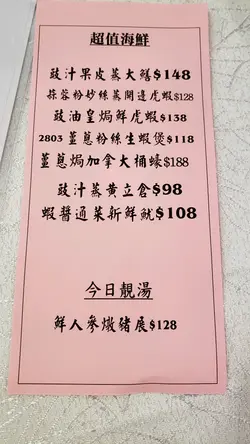 超值海鮮
豉汁果皮蒸大鱔$148
蒜蓉粉妙絲蒸開邊虎蝦$128
豉油皇焗鮮虎蝦$138
2803 薑蔥粉絲生蝦煲$118
薑蔥焗加拿大桶蠔$188
豉汁蒸黄立倉$98
蝦醬通菜新鮮魷$108
今日靚湯
鮮人參燉豬展$128